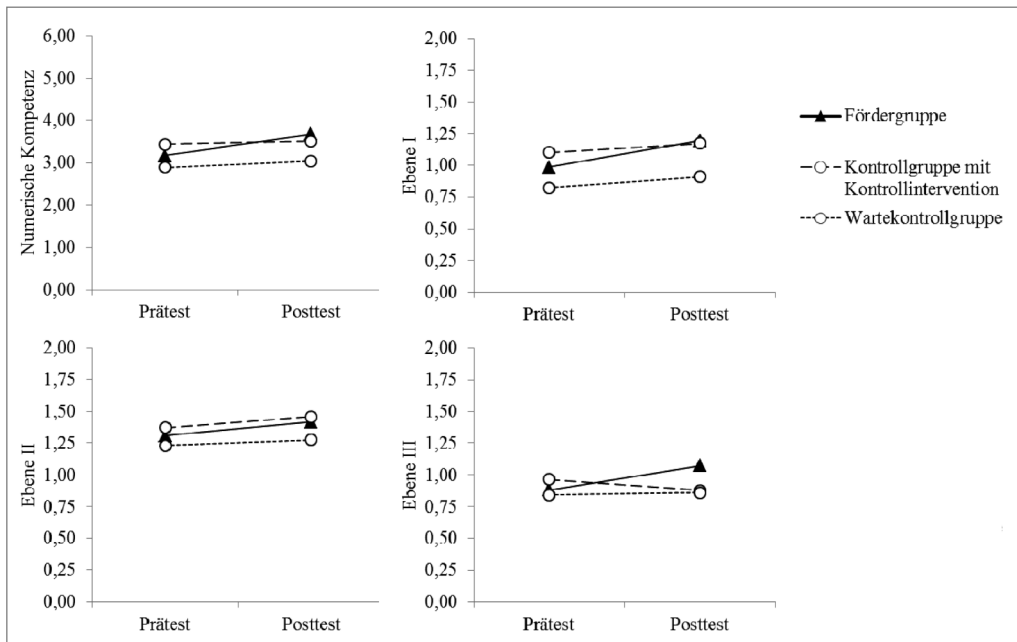 Numerische Kompetenz
6,00
5,00
4,00
3,00
2,00
1,00
0,00
Prätest Posttest
Ebene I
2,00
1,75
1,50
1,25
1,00
0,75
0,50
0,25
0,00
Prätest Posttest
Fördergruppe
Kontrollgruppe mit
Kontrollintervention
Wartekontrollgruppe
Ebene II
2,00
1,75
1,50
1,25
1,00
0,75
0,50
0,25
0,00
Prätest Posttest
Ebene III
2,00
1,75
1,50
1,25
1,00
0,75
0,50
0,25
0,00
Prätest Posttest